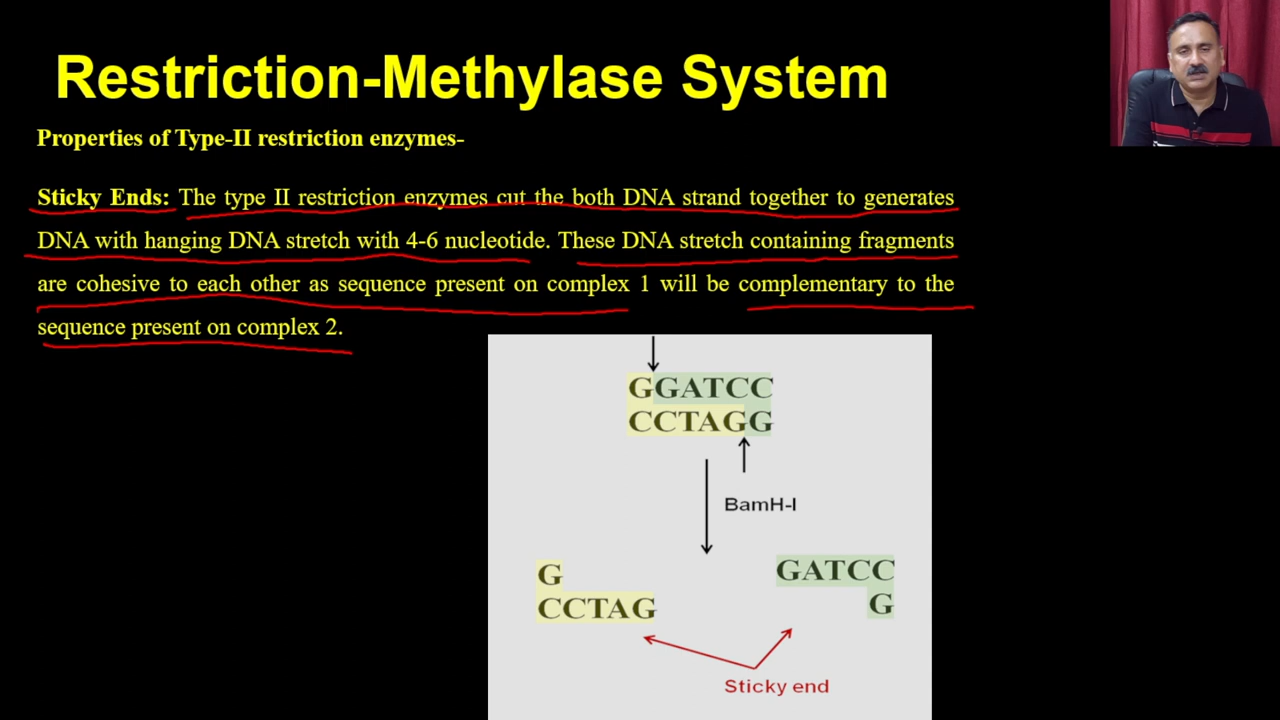 Restriction-Methylase System
Properties of Type-II restriction enzymes-
Sticky Ends: The type II restriction enzymes cut the both DNA strand together to generates
DNA with hanging DNA stretch with 4-6 nucleotide. These DNA stretch containing fragments
are cohesive to each other as sequence present on complex 1 will be complementary to the
sequence present on complex 2.
GGATCC
CCTAGG
BamH-I
G
CCTAG
GATCC
G
Sticky end